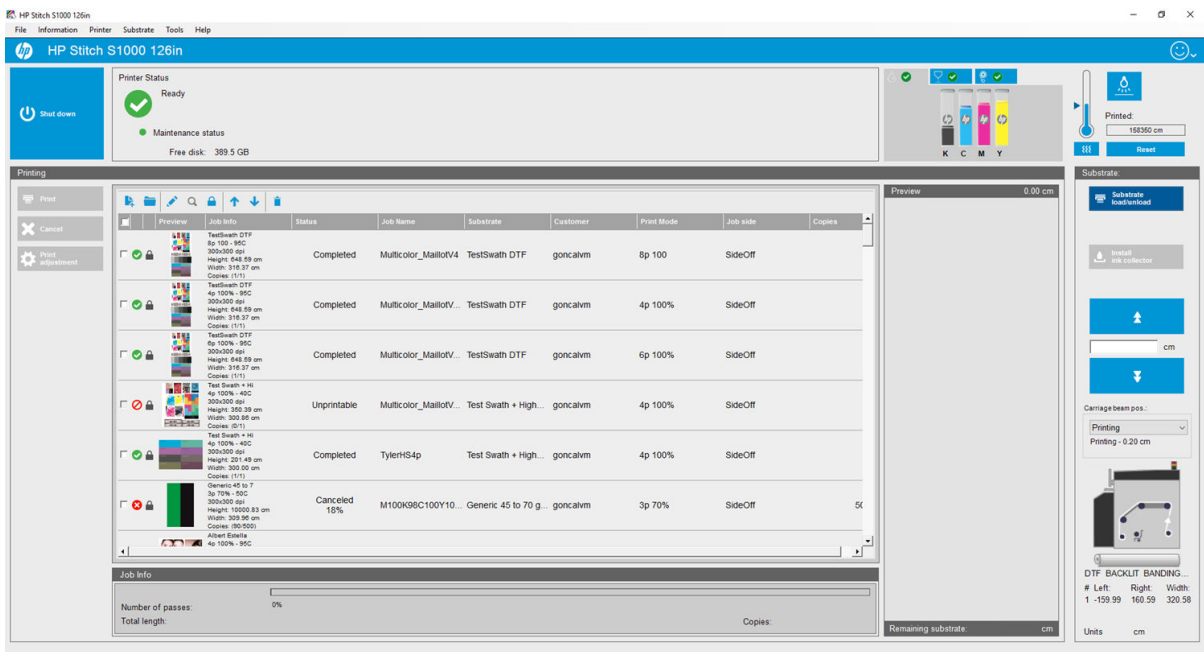 HP Stitch S1000 126in
File Information Printer Substrate Tools Help
hp HP Stitch S1000 126in
Shut down
Printer Status
Ready
Maintenance status
Free disk: 389.5 GB
K C M Y
Printed:
158350 cm
Reset
Printing
Print
Cancel
Print
adjustment
Preview Job Info Status Job Name Substrate Customer Print Mode Job side Copies
TestSwath DTF
8p 100 - 95C
300x300 dpi
Height: 648.59 cm
Width: 316.37 cm
Copies: (1/1)
Completed Multicolor_MaillotV4 TestSwath DTF goncalvm 8p 100 SideOff
TestSwath DTF
4p 100% - 95C
300x300 dpi
Height: 648.59 cm
Width: 316.37 cm
Copies: (1/1)
Completed Multicolor_MaillotV... TestSwath DTF goncalvm 4p 100% SideOff
TestSwath DTF
6p 100% - 95C
300x300 dpi
Height: 648.59 cm
Width: 316.37 cm
Copies: (1/1)
Completed Multicolor_MaillotV... TestSwath DTF goncalvm 6p 100% SideOff
Test Swath + Hi
4p 100% - 40C
300x300 dpi
Height: 350.39 cm
Width: 300.86 cm
Copies: (0/1)
Unprintable Multicolor_MaillotV... Test Swath + High... goncalvm 4p 100% SideOff
Test Swath + Hi
4p 100% - 40C
300x300 dpi
Height: 201.49 cm
Width: 300.00 cm
Copies: (1/1)
Completed TylerHS4p Test Swath + High... goncalvm 4p 100% SideOff
Generic 45 to 7
3p 70% - 50C
300x300 dpi
Height: 10000.83 cm
Width: 309.96 cm
Copies: (90/500)
Canceled
18%
M100K98C100Y10... Generic 45 to 70 g... goncalvm 3p 70% SideOff 50
Albert Estella
4p 100% - 95C
Job Info
0%
Number of passes:
Total length:
Copies:
Preview 0.00 cm
Remaining substrate: cm
Substrate:
Substrate
load/unload
Install
ink collector
cm
Carriage beam pos.:
Printing
Printing - 0.20 cm
DTF BACKLIT BANDING...
# Left: Right: Width:
1 -159.99 160.59 320.58
Units cm